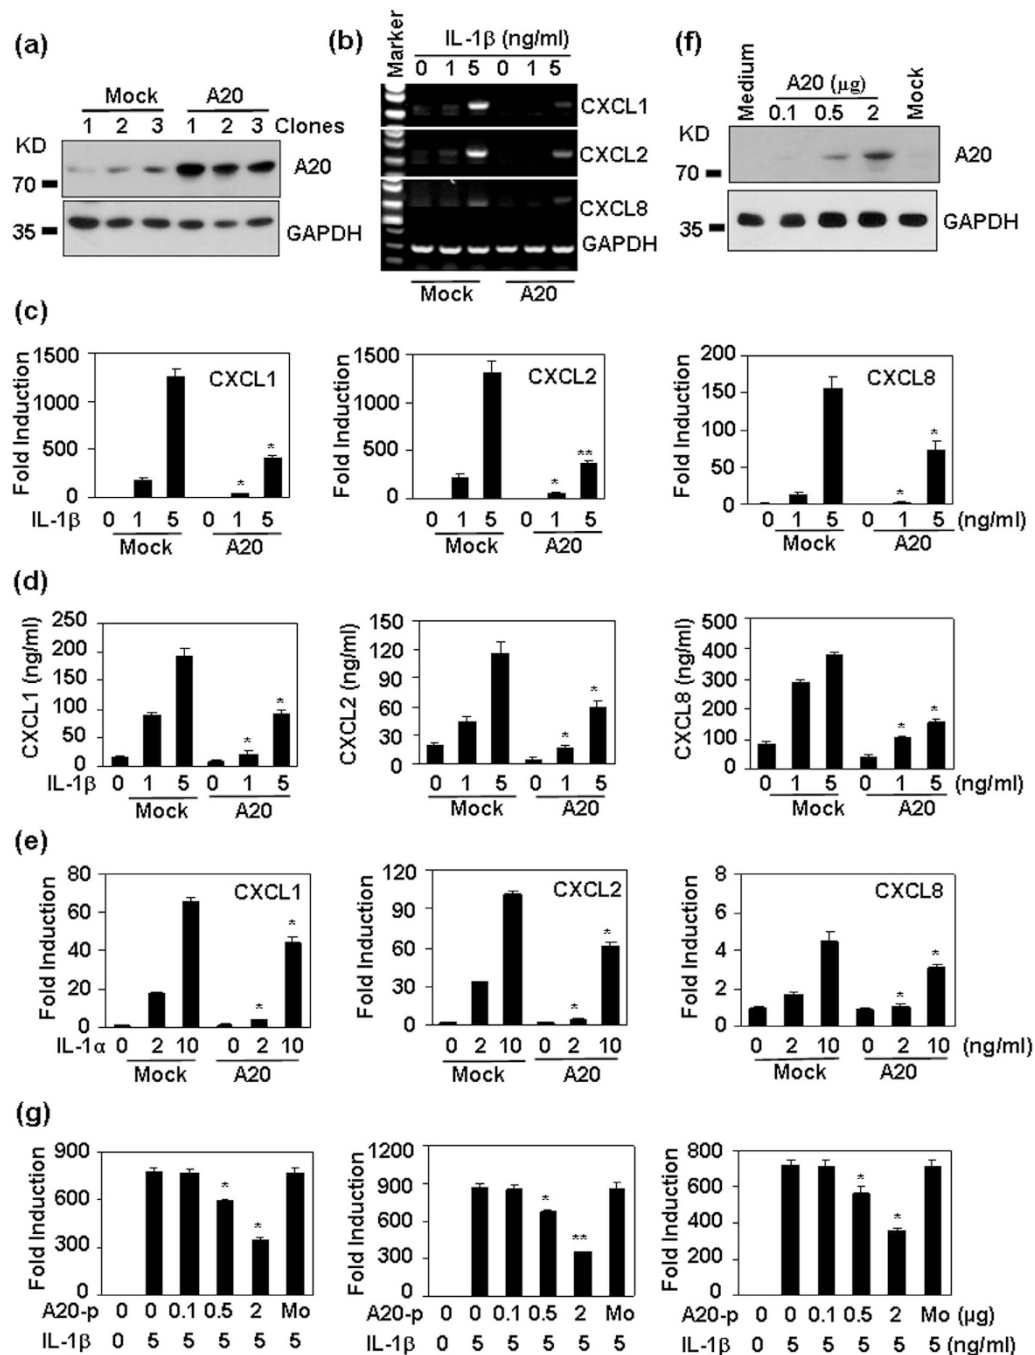 (a)
Mock A20
1 2 3 1 2 3 Clones
KD
70 A20
35 GAPDH
(b)
Marker
IL-1β (ng/ml)
0 1 5 0 1 5
CXCL1
CXCL2
CXCL8
GAPDH
Mock A20
(f)
Medium
A20 (μg)
0.1 0.5 2
Mock
KD
70 A20
35 GAPDH
(c)
Fold Induction
1500
1000
500
0
CXCL1
IL-1β 0 1 5 0 1 5
Mock A20
Fold Induction
1500
1000
500
0
CXCL2
0 1 5 0 1 5
Mock A20
Fold Induction
200
150
100
50
0
CXCL8
0 1 5 0 1 5 (ng/ml)
Mock A20
(d)
CXCL1 (ng/ml)
250
200
150
100
50
0
IL-1β 0 1 5 0 1 5
Mock A20
CXCL2 (ng/ml)
150
120
90
60
30
0
0 1 5 0 1 5
Mock A20
CXCL8 (ng/ml)
500
400
300
200
100
0
0 1 5 0 1 5 (ng/ml)
Mock A20
(e)
Fold Induction
80
60
40
20
0
CXCL1
IL-1α 0 2 10 0 2 10
Mock A20
Fold Induction
120
90
60
30
0
CXCL2
0 2 10 0 2 10
Mock A20
Fold Induction
8
6
4
2
0
CXCL8
0 2 10 0 2 10 (ng/ml)
Mock A20
(g)
Fold Induction
900
600
300
0
A20-p 0 0 0.1 0.5 2 Mo
IL-1β 0 5 5 5 5 5
Fold Induction
1200
900
600
300
0
A20-p 0 0 0.1 0.5 2 Mo
IL-1β 0 5 5 5 5 5
Fold Induction
800
600
400
200
0
A20-p 0 0 0.1 0.5 2 Mo (μg)
IL-1β 0 5 5 5 5 5 (ng/ml)